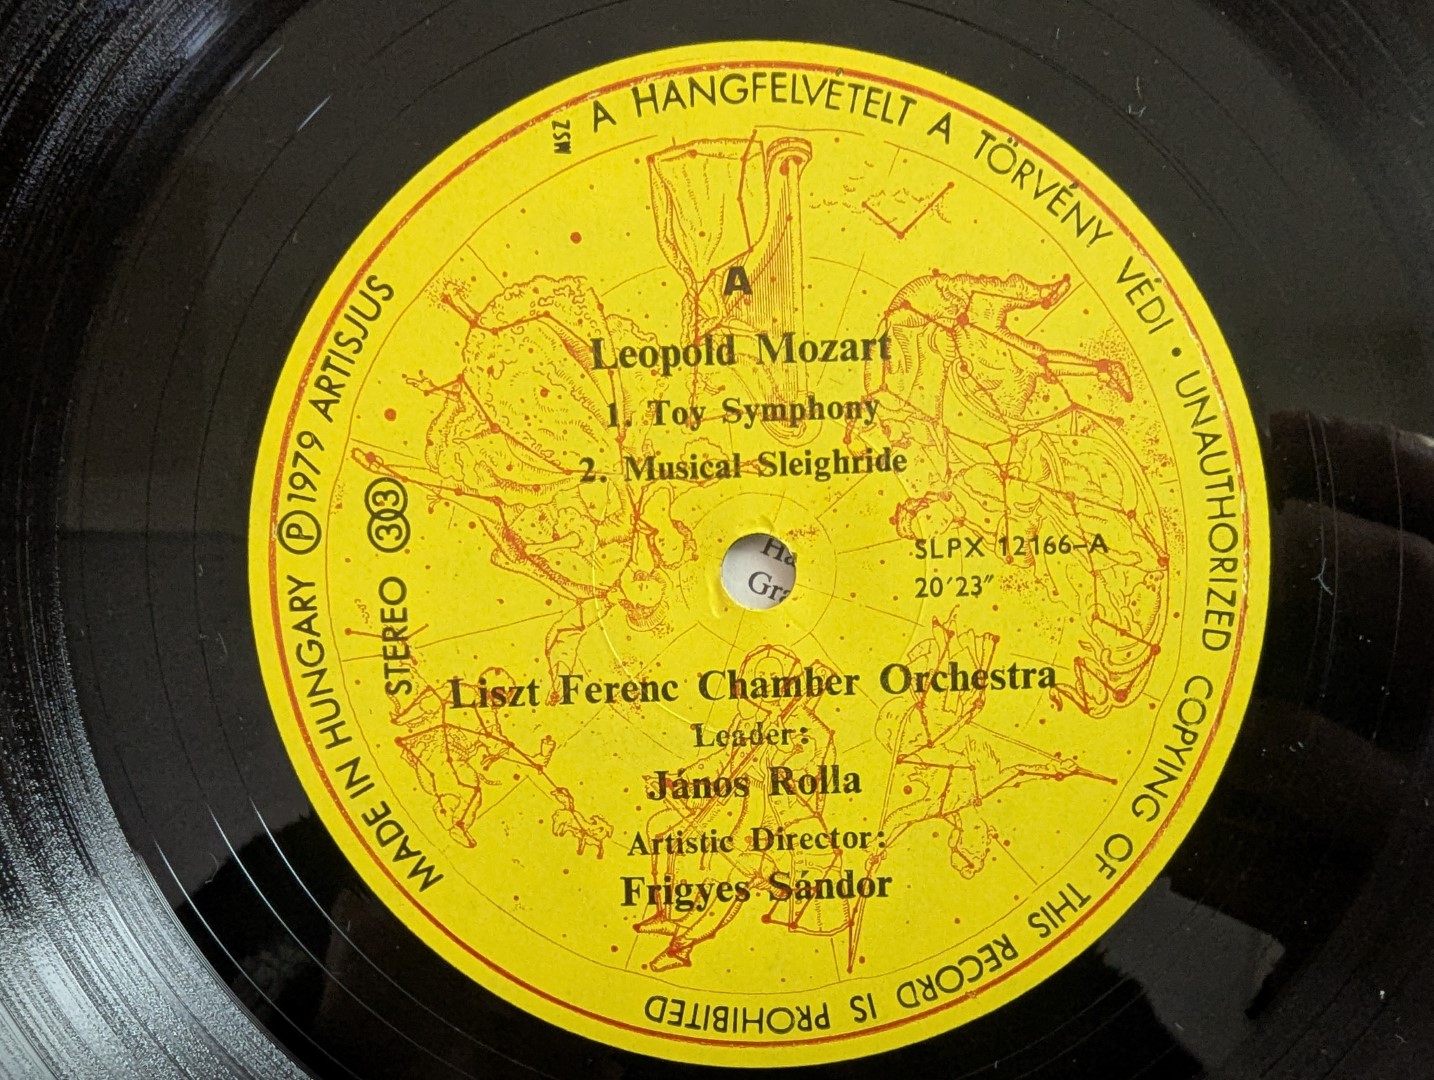 MSZ A HANGFELVÉTELT A TÖRVÉNY VÉDI • UNAUTHORIZED COPYING OF THIS RECORD IS PROHIBITED
MADE IN HUNGARY Ⓟ 1979 ARTISJUS
STEREO 33
A
Leopold Mozart
1. Toy Symphony
2. Musical Sleighride
SLPX 12166-A
20′23″
Liszt Ferenc Chamber Orchestra
Leader:
János Rolla
Artistic Director:
Frigyes Sándor